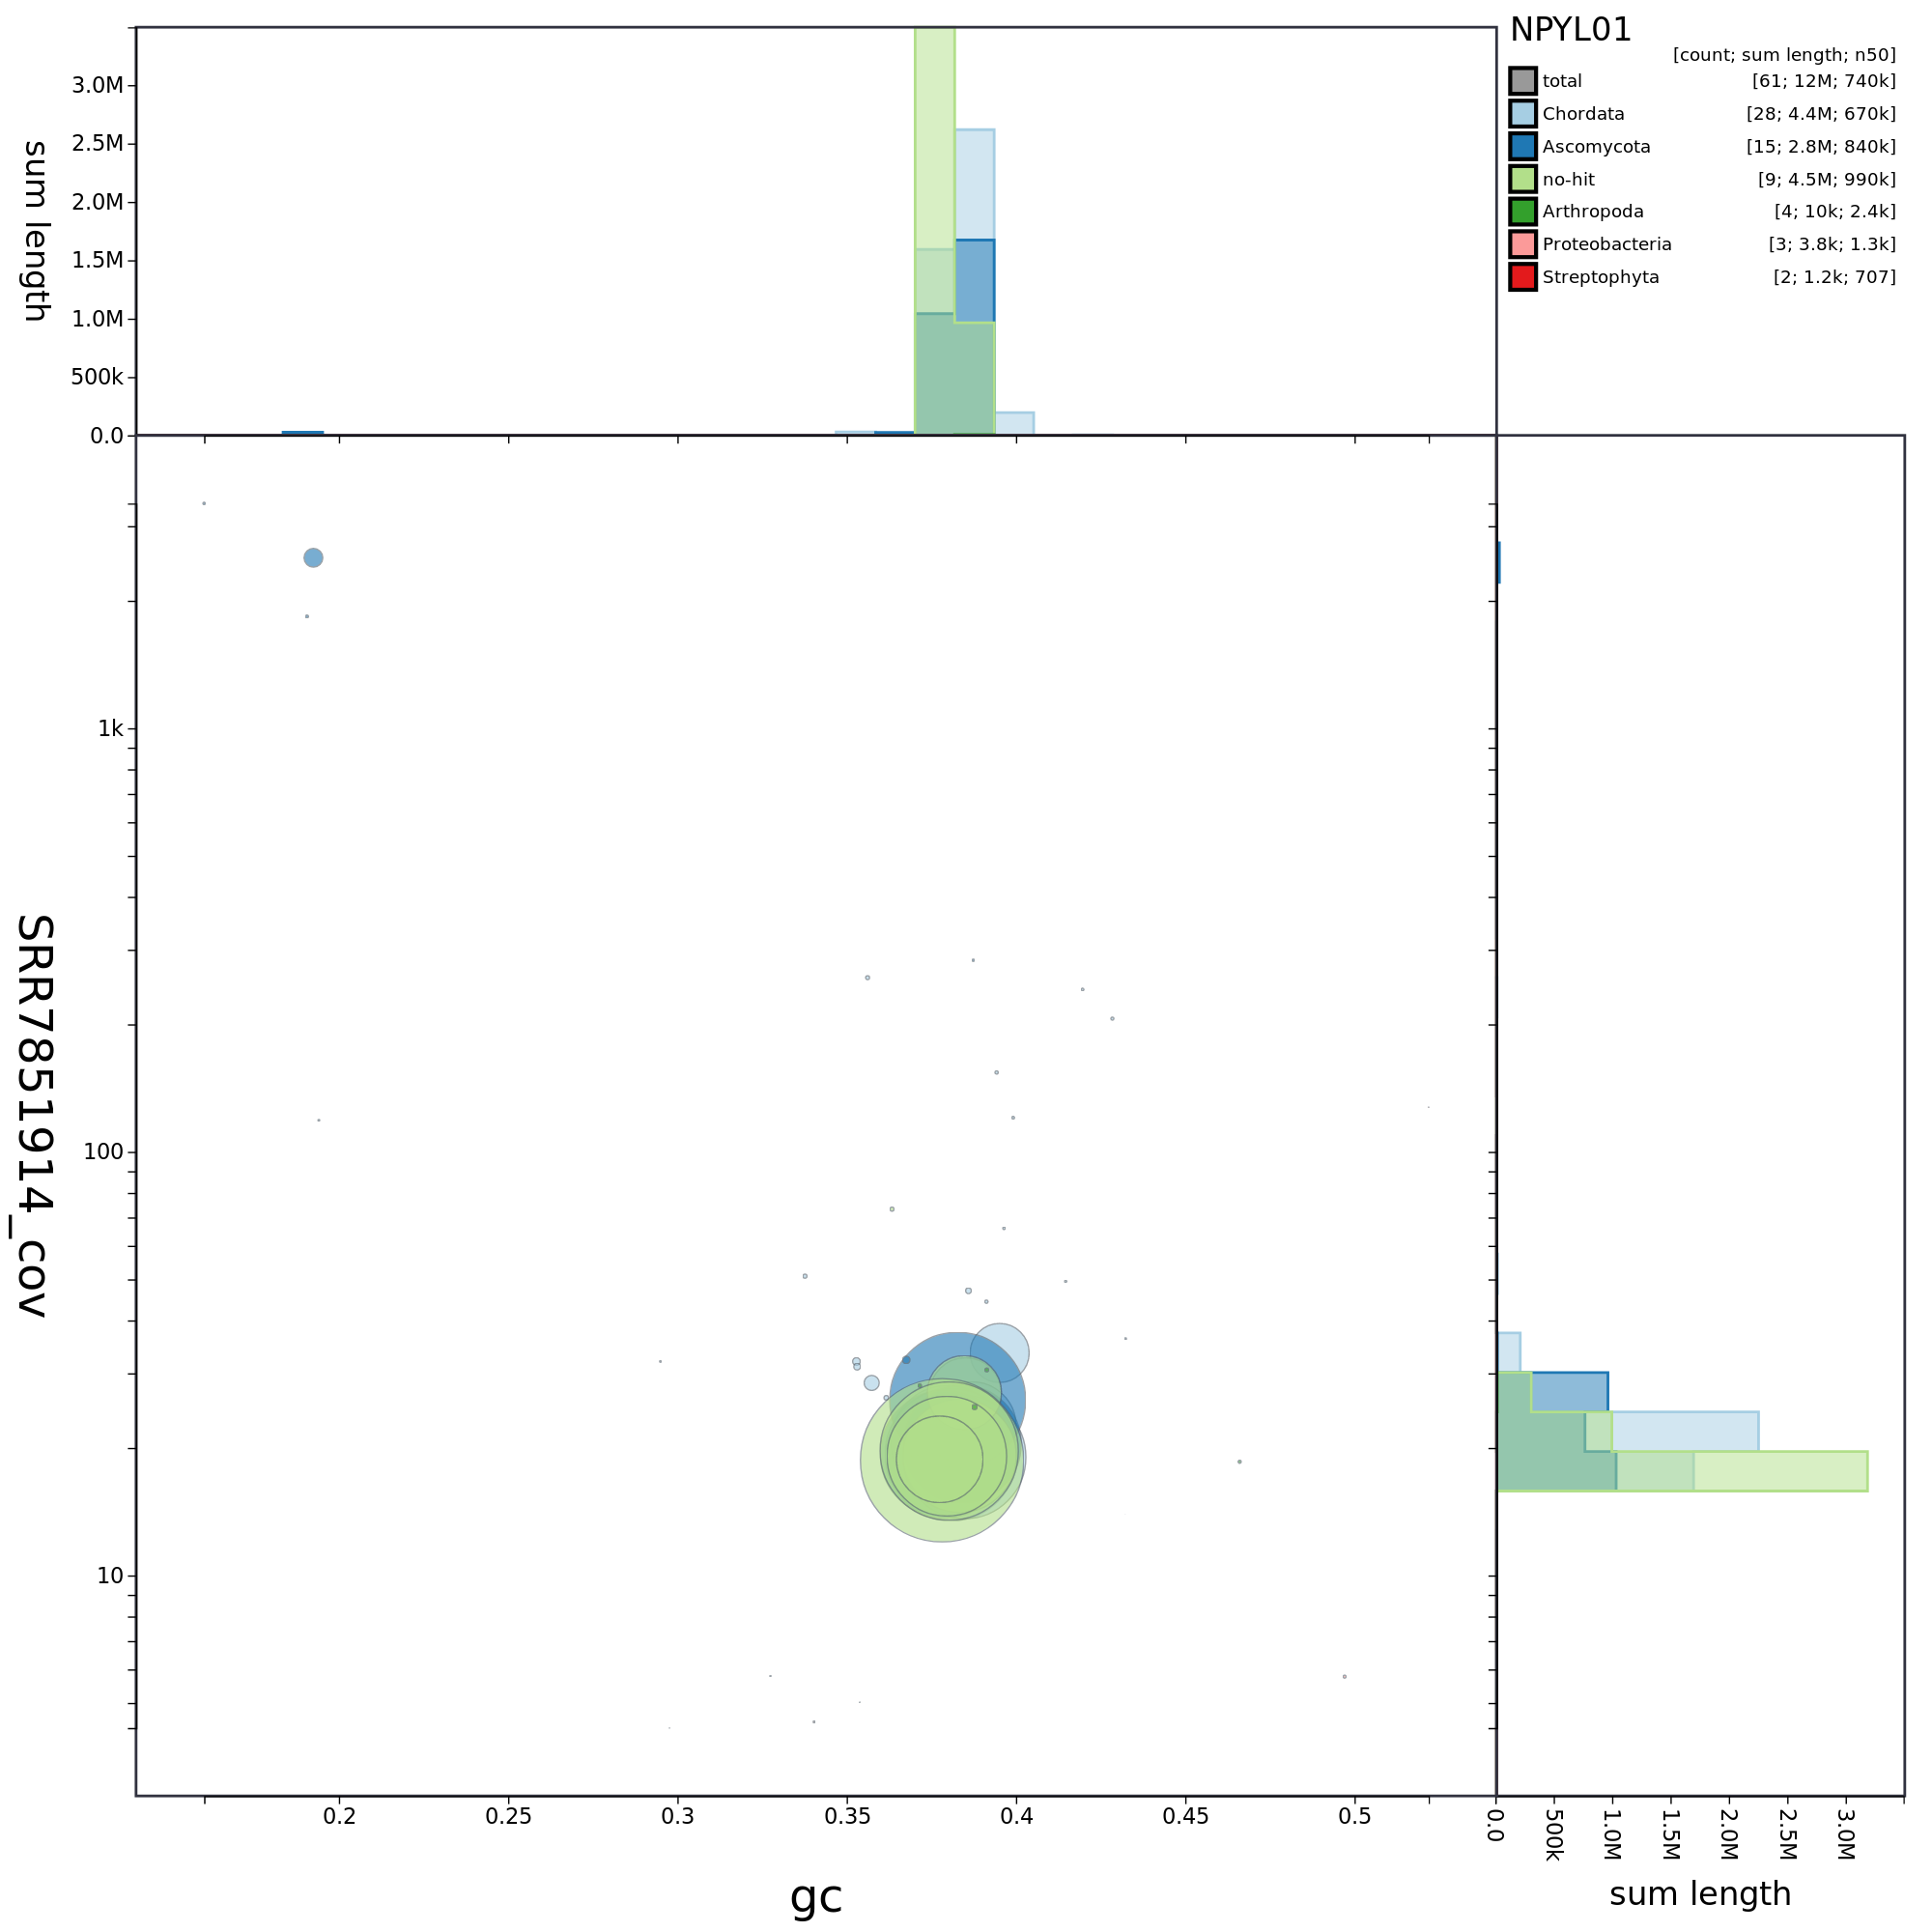 NPYL01
[count; sum length; n50]
total [61; 12M; 740k]
Chordata [28; 4.4M; 670k]
Ascomycota [15; 2.8M; 840k]
no-hit [9; 4.5M; 990k]
Arthropoda [4; 10k; 2.4k]
Proteobacteria [3; 3.8k; 1.3k]
Streptophyta [2; 1.2k; 707]
sum length
3.0M
2.5M
2.0M
1.5M
1.0M
500k
0.0
SRR7851914_cov
1k
100
10
0.2 0.25 0.3 0.35 0.4 0.45 0.5
gc
0.0 500k 1.0M 1.5M 2.0M 2.5M 3.0M
sum length